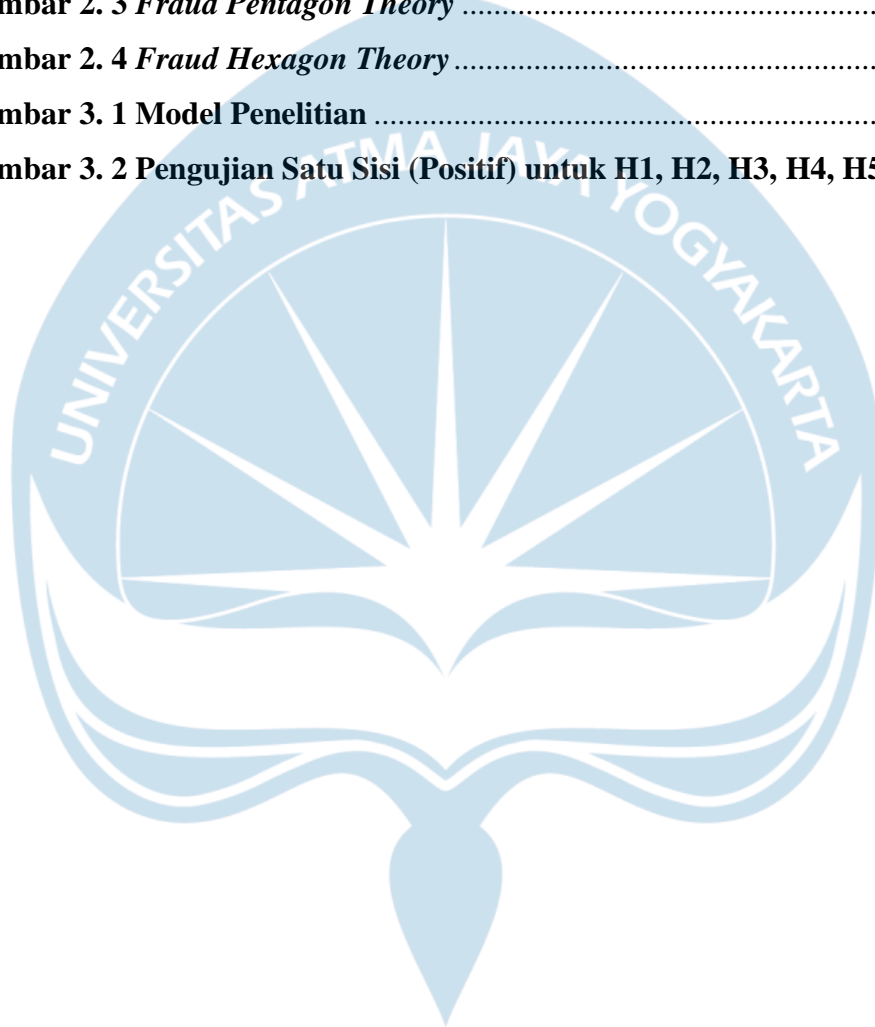 mbar 2. 3 Fraud Pentagon Theory ........................................................
mbar 2. 4 Fraud Hexagon Theory .........................................................
mbar 3. 1 Model Penelitian ....................................................................
mbar 3. 2 Pengujian Satu Sisi (Positif) untuk H1, H2, H3, H4, H5
UNIVERSITAS ATMA JAYA YOGYAKARTA